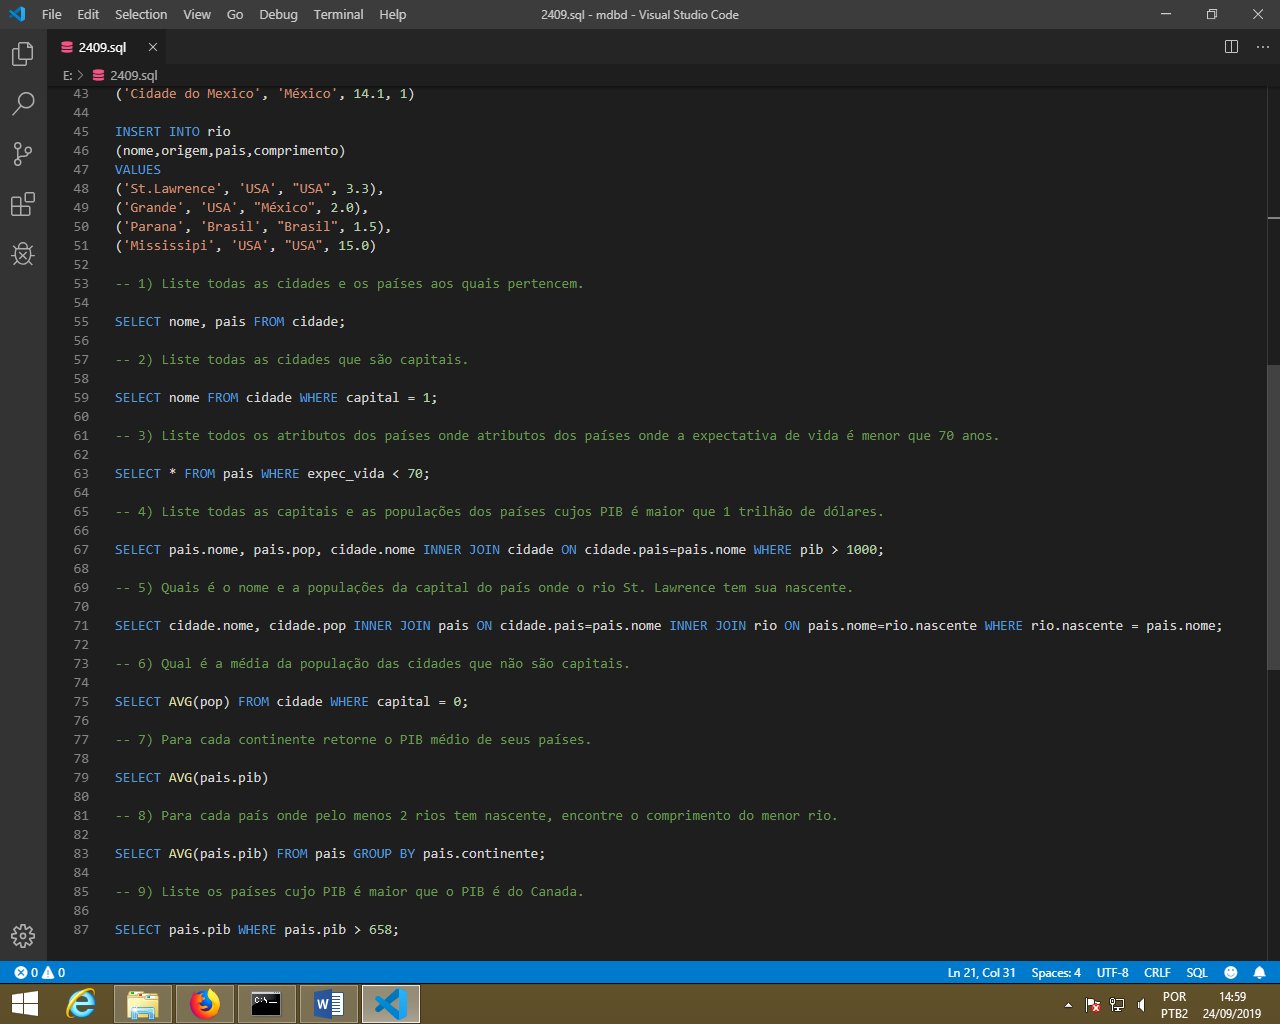 File Edit Selection View Go Debug Terminal Help 2409.sql - mdbd - Visual Studio Code
2409.sql
E: > 2409.sql
43 ('Cidade do Mexico', 'México', 14.1, 1)
44
45 INSERT INTO rio
46 (nome,origem,pais,comprimento)
47 VALUES
48 ('St.Lawrence', 'USA', "USA", 3.3),
49 ('Grande', 'USA', "México", 2.0),
50 ('Parana', 'Brasil', "Brasil", 1.5),
51 ('Mississipi', 'USA', "USA", 15.0)
52
53 -- 1) Liste todas as cidades e os países aos quais pertencem.
54
55 SELECT nome, pais FROM cidade;
56
57 -- 2) Liste todas as cidades que são capitais.
58
59 SELECT nome FROM cidade WHERE capital = 1;
60
61 -- 3) Liste todos os atributos dos países onde atributos dos países onde a expectativa de vida é menor que 70 anos.
62
63 SELECT * FROM pais WHERE expec_vida < 70;
64
65 -- 4) Liste todas as capitais e as populações dos países cujos PIB é maior que 1 trilhão de dólares.
66
67 SELECT pais.nome, pais.pop, cidade.nome INNER JOIN cidade ON cidade.pais=pais.nome WHERE pib > 1000;
68
69 -- 5) Quais é o nome e a populações da capital do país onde o rio St. Lawrence tem sua nascente.
70
71 SELECT cidade.nome, cidade.pop INNER JOIN pais ON cidade.pais=pais.nome INNER JOIN rio ON pais.nome=rio.nascente WHERE rio.nascente = pais.nome;
72
73 -- 6) Qual é a média da população das cidades que não são capitais.
74
75 SELECT AVG(pop) FROM cidade WHERE capital = 0;
76
77 -- 7) Para cada continente retorne o PIB médio de seus países.
78
79 SELECT AVG(pais.pib)
80
81 -- 8) Para cada país onde pelo menos 2 rios tem nascente, encontre o comprimento do menor rio.
82
83 SELECT AVG(pais.pib) FROM pais GROUP BY pais.continente;
84
85 -- 9) Liste os países cujo PIB é maior que o PIB é do Canada.
86
87 SELECT pais.pib WHERE pais.pib > 658;
0 0 Ln 21, Col 31 Spaces: 4 UTF-8 CRLF SQL
POR 14:59
PTB2 24/09/2019